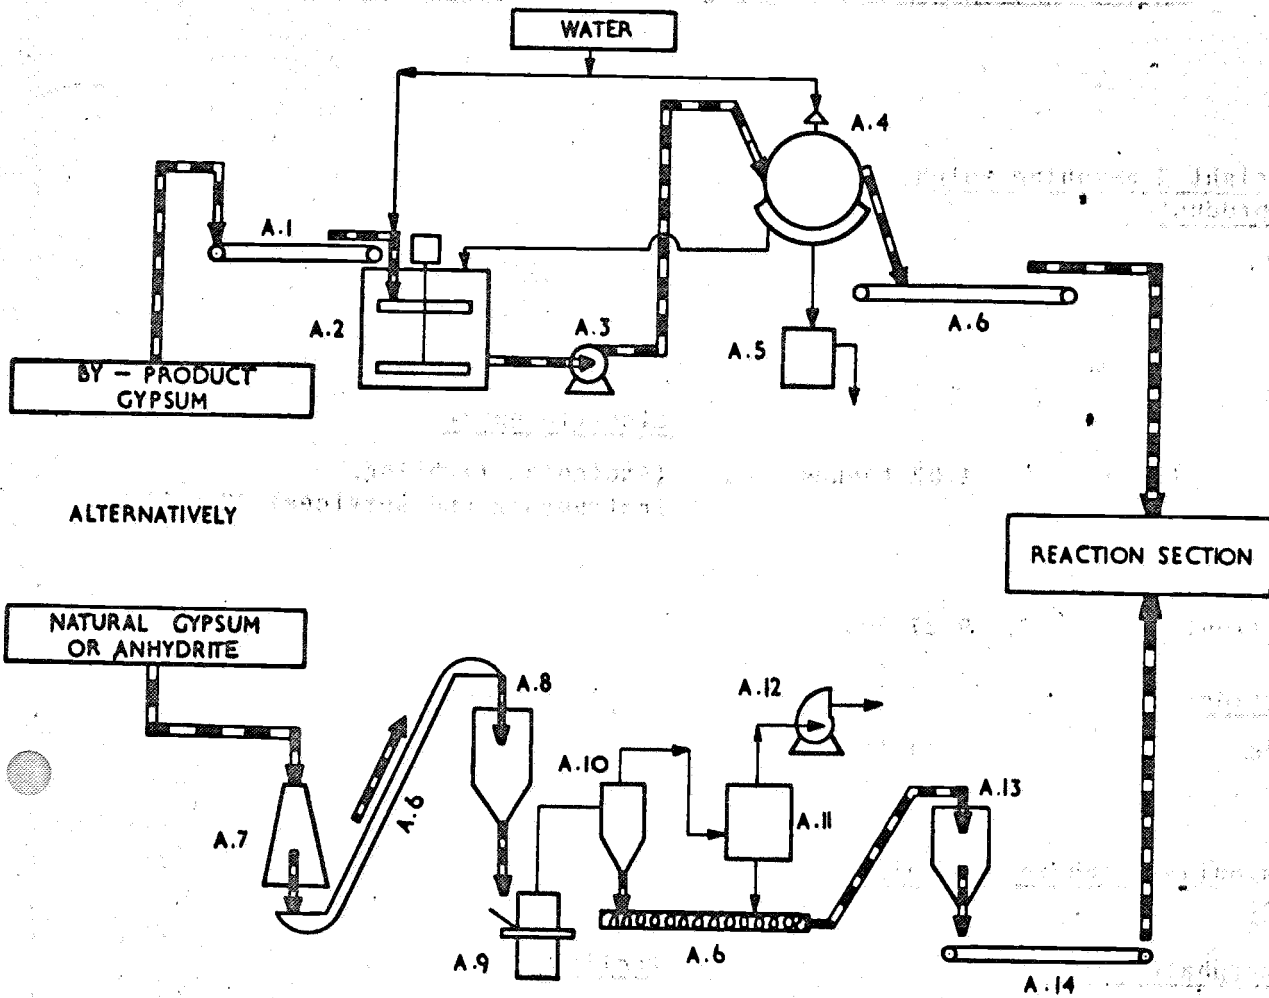 WATER
A.4
A.1
A.2
A.3
A.5
A.6
BY – PRODUCT
GYPSUM
ALTERNATIVELY
REACTION SECTION
NATURAL GYPSUM
OR ANHYDRITE
A.8
A.12
A.10
A.13
A.6
A.7
A.11
A.9
A.6
A.14